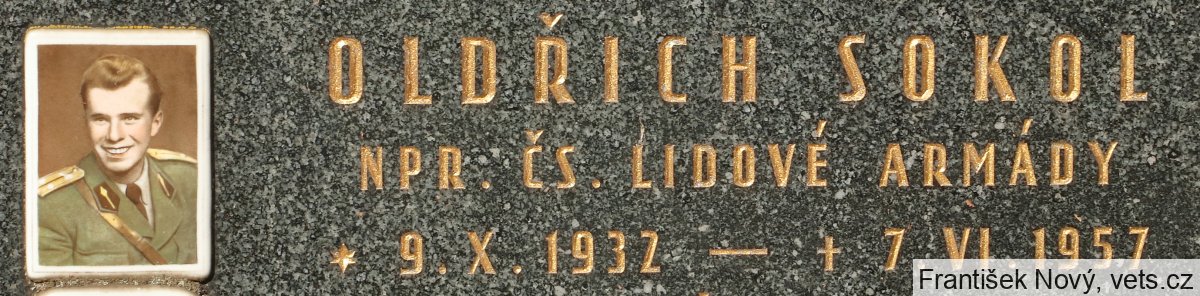 OLDŘICH SOKOL
NPR. ČS. LIDOVÉ ARMÁDY
* 9. X. 1932 — + 7. VI. 1957
František Nový, vets.cz